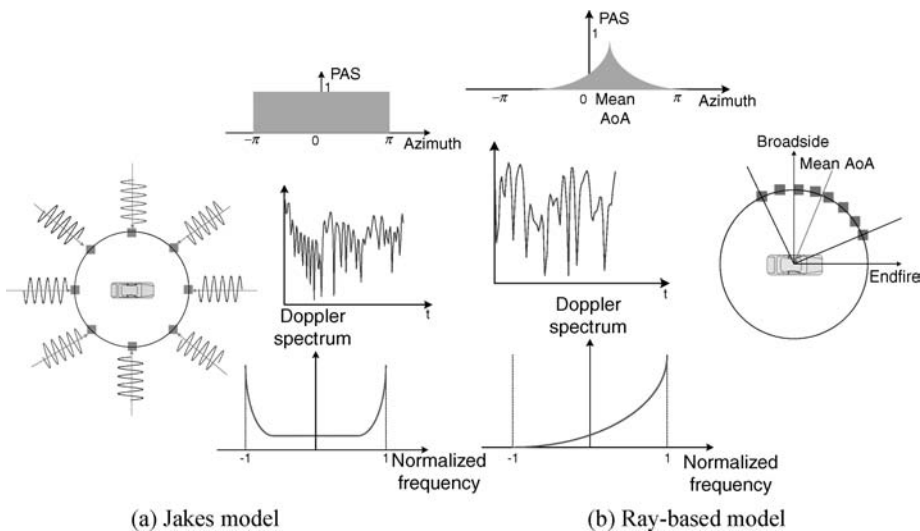 PAS
1
−π
0
π
Azimuth
t
Doppler
spectrum
-1
1
Normalized
frequency
(a) Jakes model
PAS
1
−π
0
Mean
AoA
π
Azimuth
t
Doppler
spectrum
-1
1
Normalized
frequency
Broadside
Mean AoA
Endfire
(b) Ray-based model